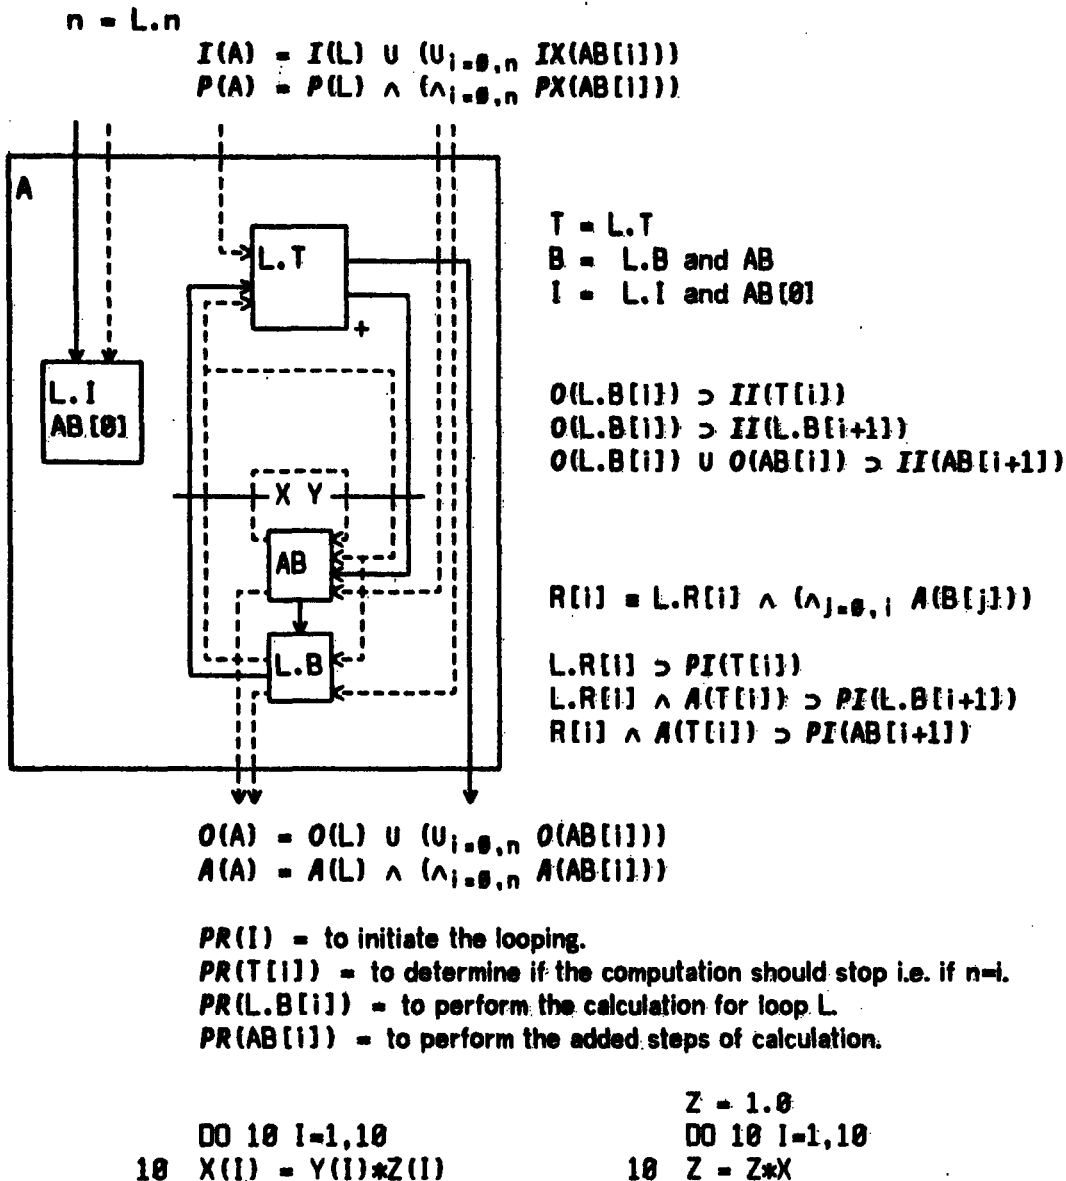 n = L.n
I(A) = I(L) ∪ (∪i=0,n IX(AB[i]))
P(A) = P(L) ∧ (∧i=0,n PX(AB[i]))
A
L.T
+
T = L.T
B = L.B and AB
I = L.I and AB[0]
L.I
AB[0]
O(L.B[i]) ⊃ II(T[i])
O(L.B[i]) ⊃ II(L.B[i+1])
O(L.B[i]) ∪ O(AB[i]) ⊃ II(AB[i+1])
X Y
AB
L.B
R[i] = L.R[i] ∧ (∧j=0,i A(B[j]))
L.R[i] ⊃ PI(T[i])
L.R[i] ∧ A(T[i]) ⊃ PI(L.B[i+1])
R[i] ∧ A(T[i]) ⊃ PI(AB[i+1])
O(A) = O(L) ∪ (∪i=0,n O(AB[i]))
A(A) = A(L) ∧ (∧i=0,n A(AB[i]))
PR(I) = to initiate the looping.
PR(T[i]) = to determine if the computation should stop i.e. if n=i.
PR(L.B[i]) = to perform the calculation for loop L.
PR(AB[i]) = to perform the added steps of calculation.
DO 10 I=1,10
10 X(I) = Y(I)*Z(I)
Z = 1.0
DO 10 I=1,10
10 Z = Z*X